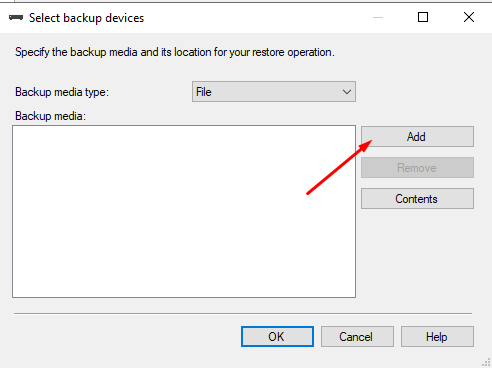 Select backup devices
Specify the backup media and its location for your restore operation.
Backup media type:
File
Backup media:
Add
Remove
Contents
OK
Cancel
Help